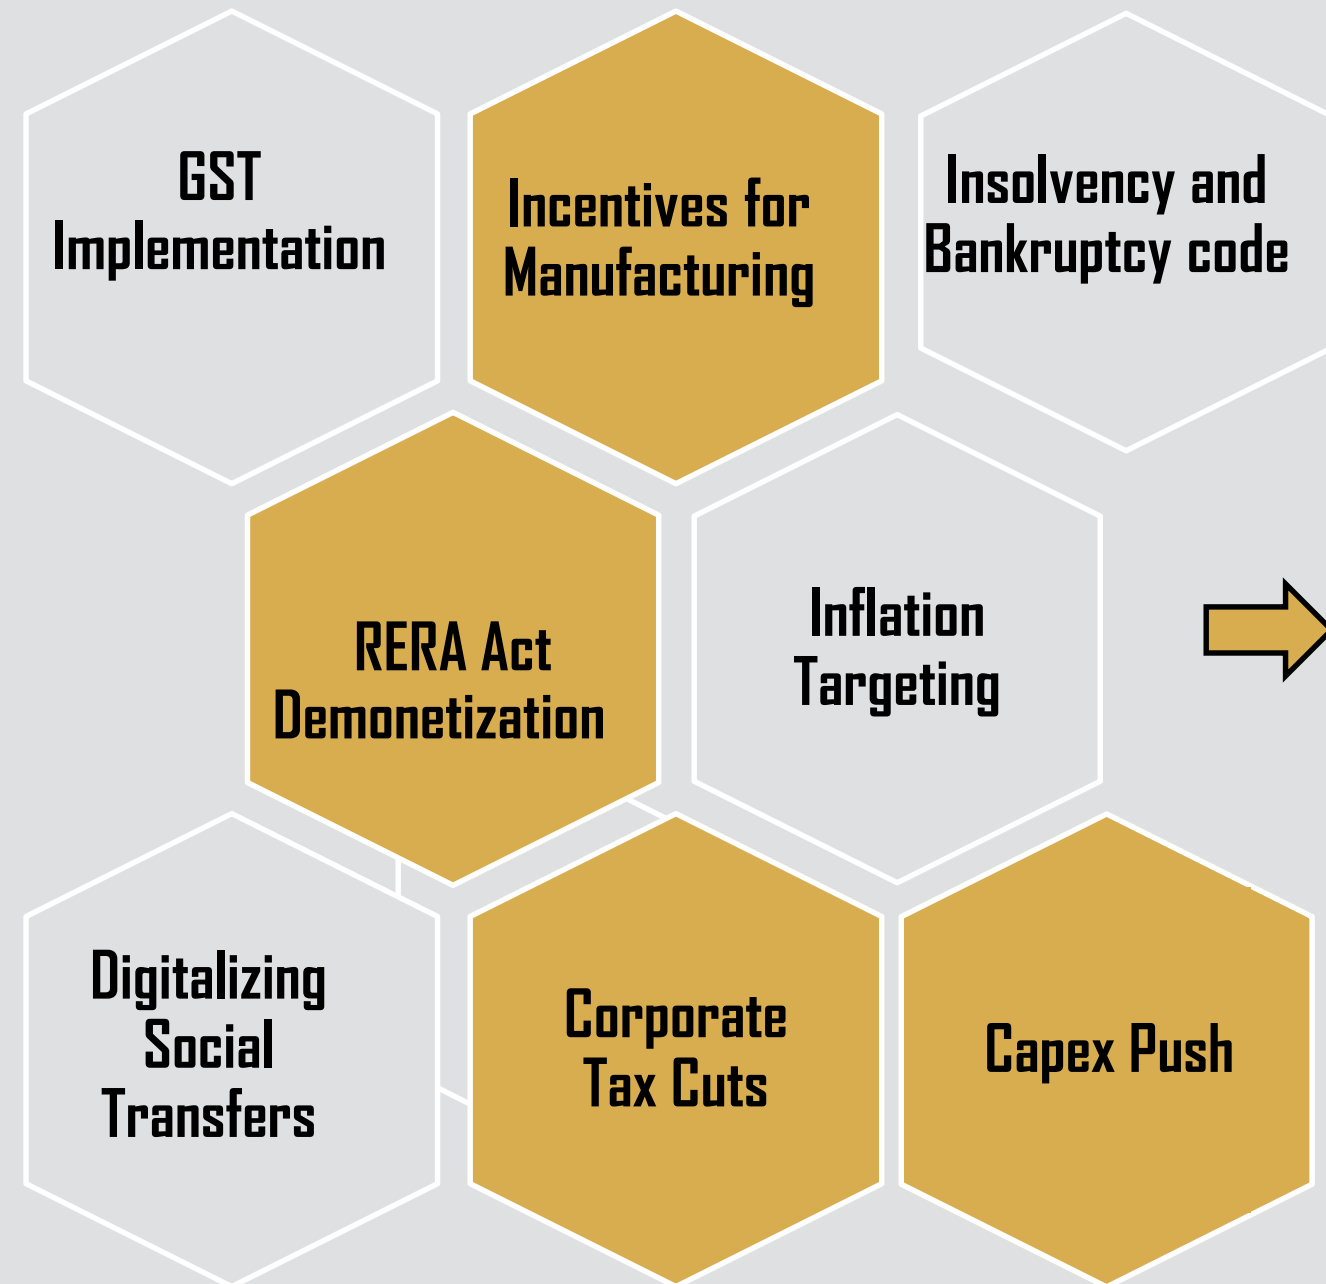 GST
Implementation
Incentives for
Manufacturing
Insolvency and
Bankruptcy code
RERA Act
Demonetization
Inflation
Targeting
Digitalizing
Social
Transfers
Corporate
Tax Cuts
Capex Push